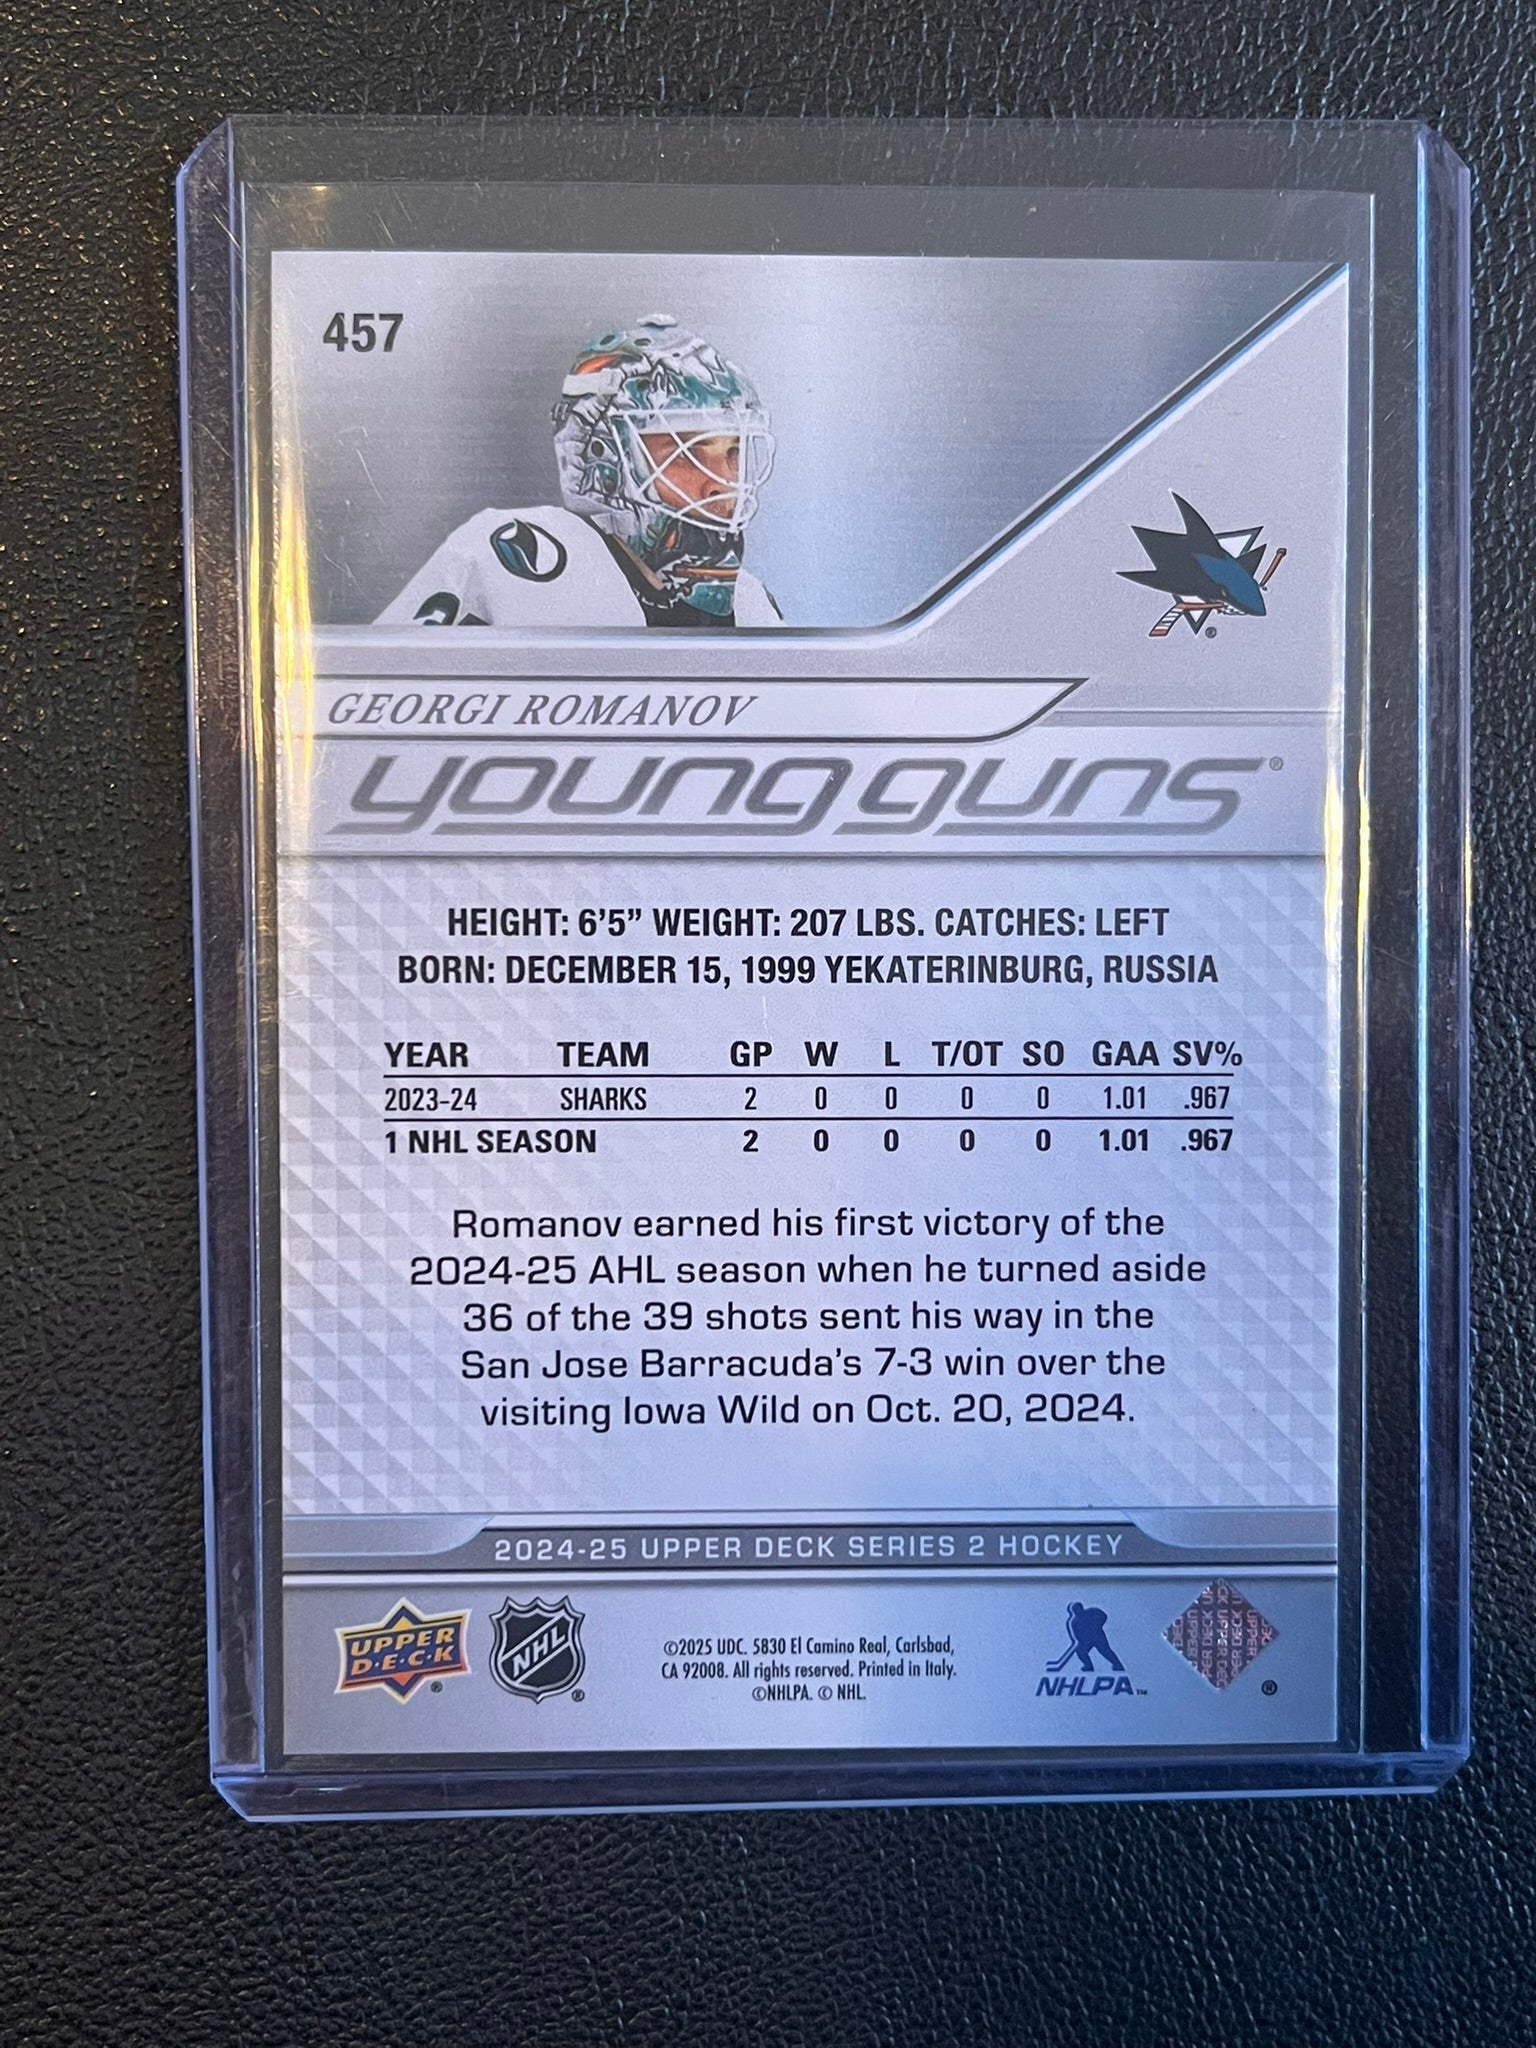 457
GEORGI ROMANOV
young guns®
HEIGHT: 6'5” WEIGHT: 207 LBS. CATCHES: LEFT
BORN: DECEMBER 15, 1999 YEKATERINBURG, RUSSIA
YEAR TEAM GP W L T/OT SO GAA SV%
2023-24 SHARKS 2 0 0 0 0 1.01 .967
1 NHL SEASON 2 0 0 0 0 1.01 .967
Romanov earned his first victory of the
2024-25 AHL season when he turned aside
36 of the 39 shots sent his way in the
San Jose Barracuda's 7-3 win over the
visiting Iowa Wild on Oct. 20, 2024.
2024-25 UPPER DECK SERIES 2 HOCKEY
UPPER
D·E·C·K®
NHL®
©2025 UDC. 5830 El Camino Real, Carlsbad,
CA 92008. All rights reserved. Printed in Italy.
©NHLPA. © NHL.
NHLPA™
®